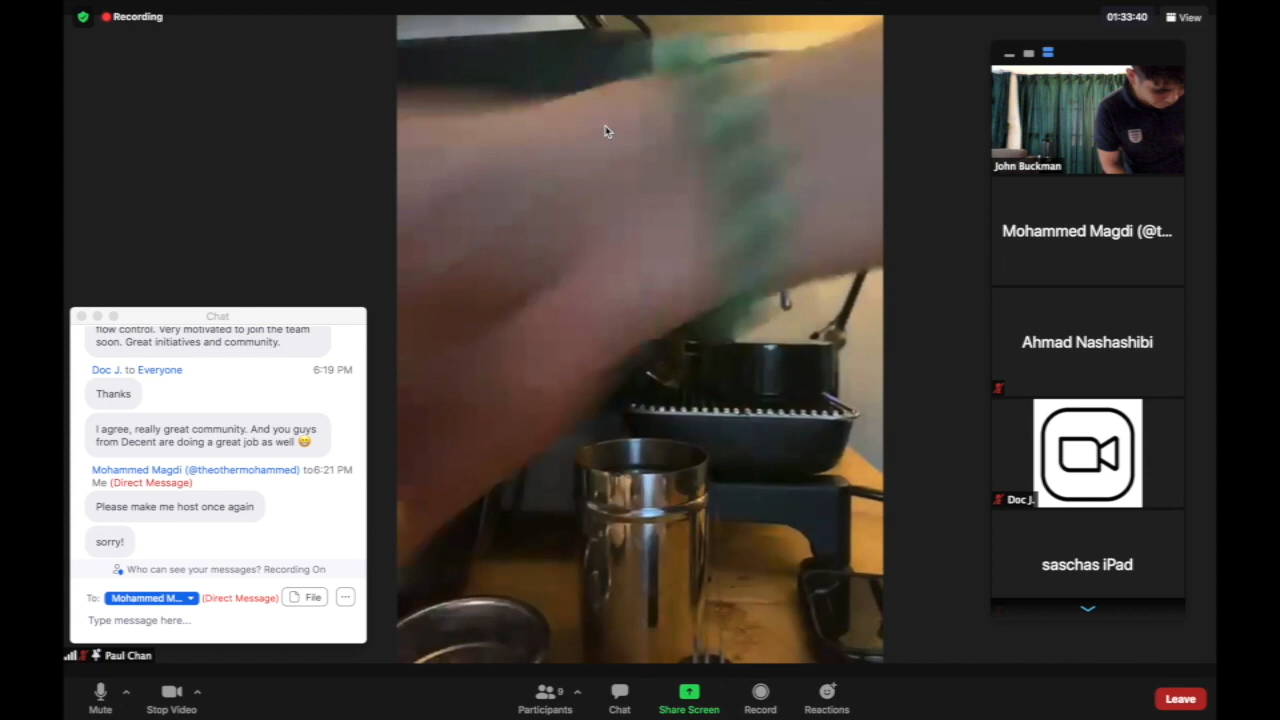 Recording
01:33:40
View
John Buckman
Mohammed Magdi (@t...
Ahmad Nashashibi
Doc J.
saschas iPad
Chat
flow control. Very motivated to join the team
soon. Great initiatives and community.
Doc J. to Everyone 6:19 PM
Thanks
I agree, really great community. And you guys
from Decent are doing a great job as well 😁
Mohammed Magdi (@theothermohammed) to6:21 PM
Me (Direct Message)
Please make me host once again
sorry!
Who can see your messages? Recording On
To: Mohammed M... (Direct Message) File ...
Type message here...
Paul Chan
Mute
Stop Video
Participants 9
Chat
Share Screen
Record
Reactions
Leave